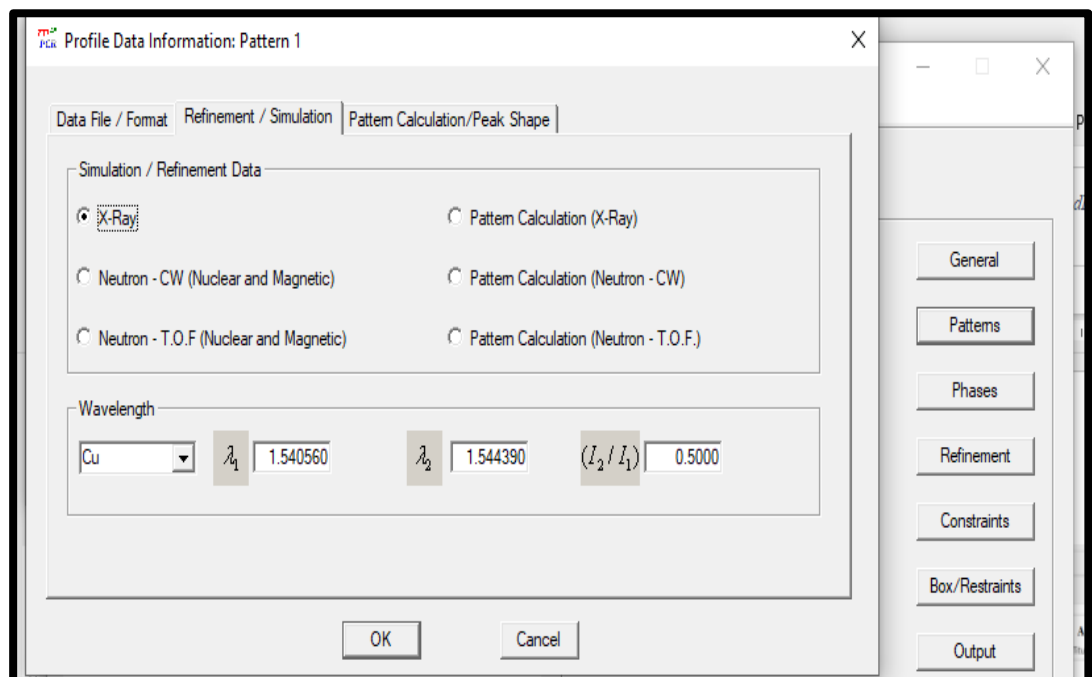 PCR Profile Data Information: Pattern 1
Data File / Format Refinement / Simulation Pattern Calculation/Peak Shape
Simulation / Refinement Data
X-Ray Pattern Calculation (X-Ray)
Neutron - CW (Nuclear and Magnetic) Pattern Calculation (Neutron - CW)
Neutron - T.O.F (Nuclear and Magnetic) Pattern Calculation (Neutron - T.O.F.)
Wavelength
Cu λ₁ 1.540560 λ₂ 1.544390 (I₂ / I₁) 0.5000
OK Cancel
General
Patterns
Phases
Refinement
Constraints
Box/Restraints
Output